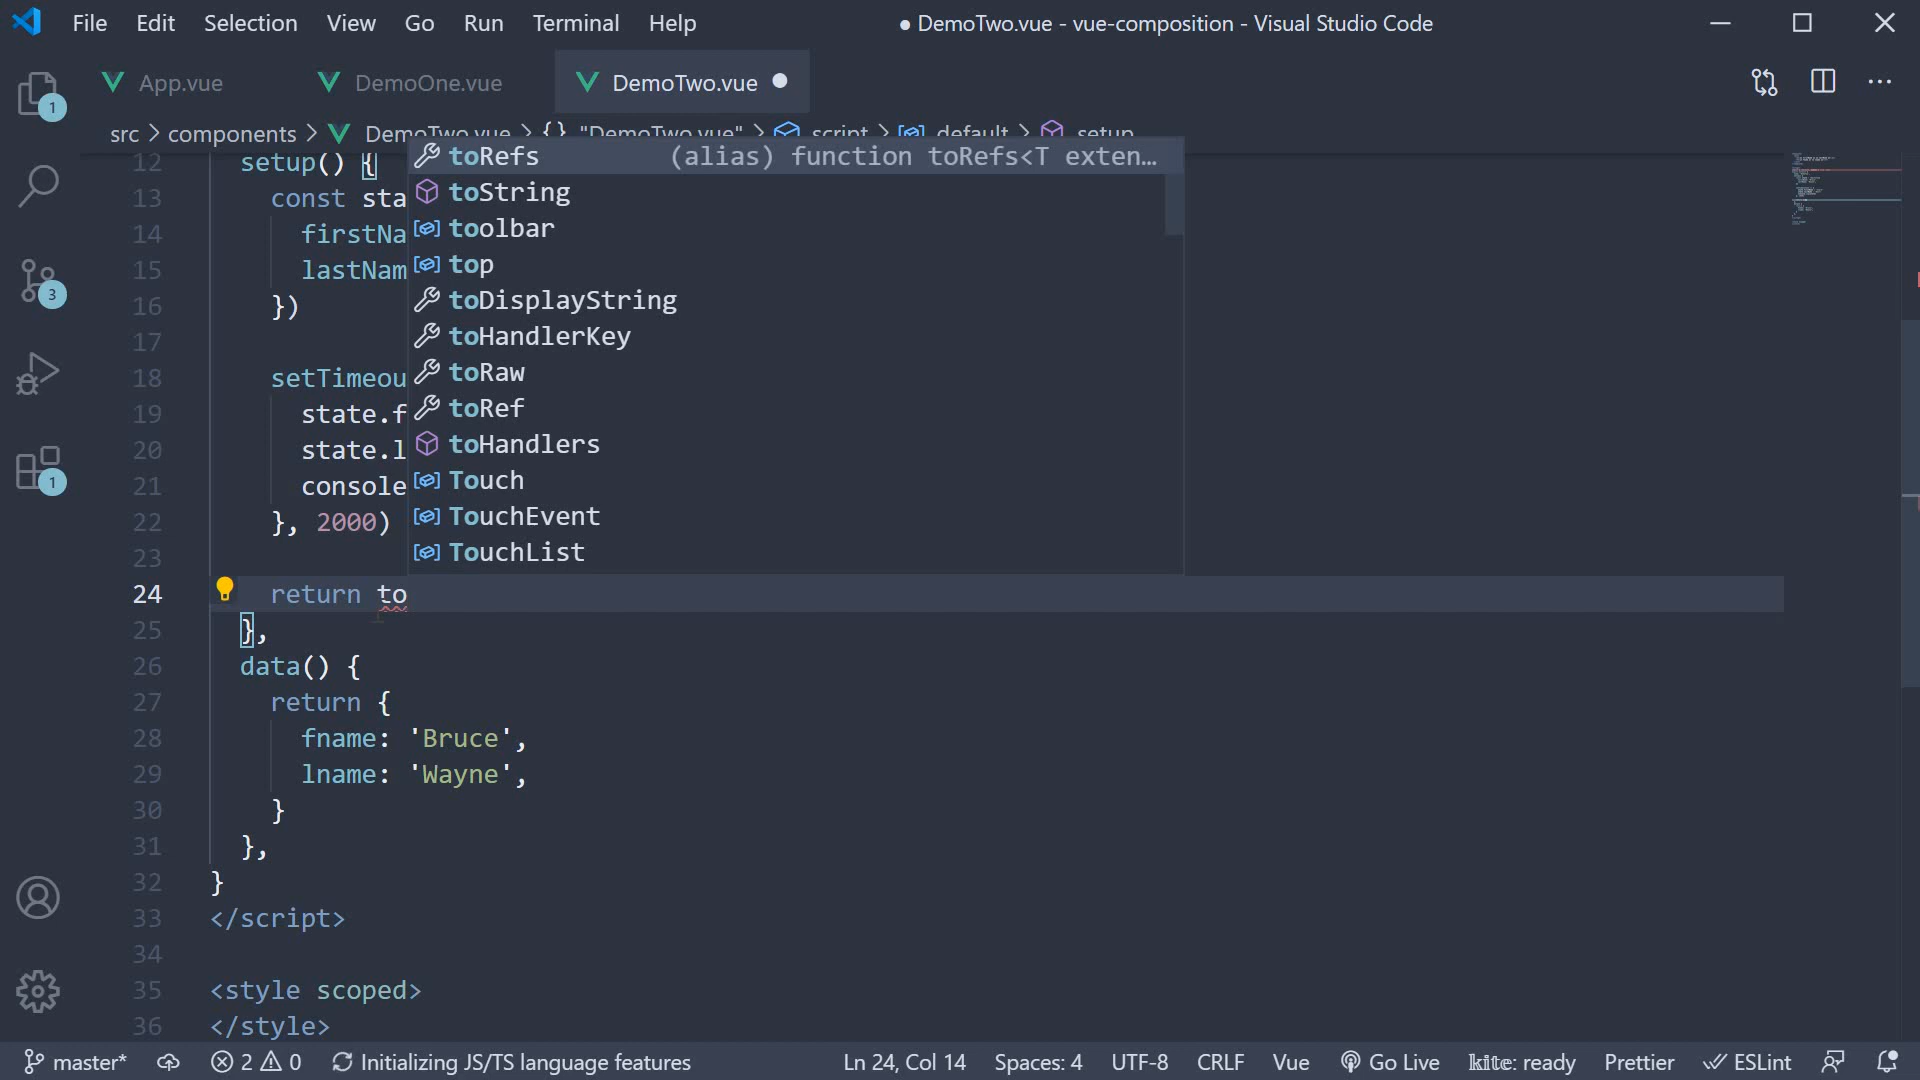 File Edit Selection View Go Run Terminal Help ● DemoTwo.vue - vue-composition - Visual Studio Code
App.vue DemoOne.vue DemoTwo.vue
1
src > components > DemoTwo.vue > {} "DemoTwo.vue" > script > default > setup
12 setup() {
13 const sta
14 firstNa
15 lastNam
16 })
17
18 setTimeou
19 state.f
20 state.l
21 console
22 }, 2000)
23
24 return to
25 },
26 data() {
27 return {
28 fname: 'Bruce',
29 lname: 'Wayne',
30 }
31 },
32 }
33 </script>
34
35 <style scoped>
36 </style>
toRefs (alias) function toRefs<T exten…
toString
toolbar
top
toDisplayString
toHandlerKey
toRaw
toRef
toHandlers
Touch
TouchEvent
TouchList
3
1
master* 2 0 Initializing JS/TS language features Ln 24, Col 14 Spaces: 4 UTF-8 CRLF Vue Go Live kite: ready Prettier ESLint